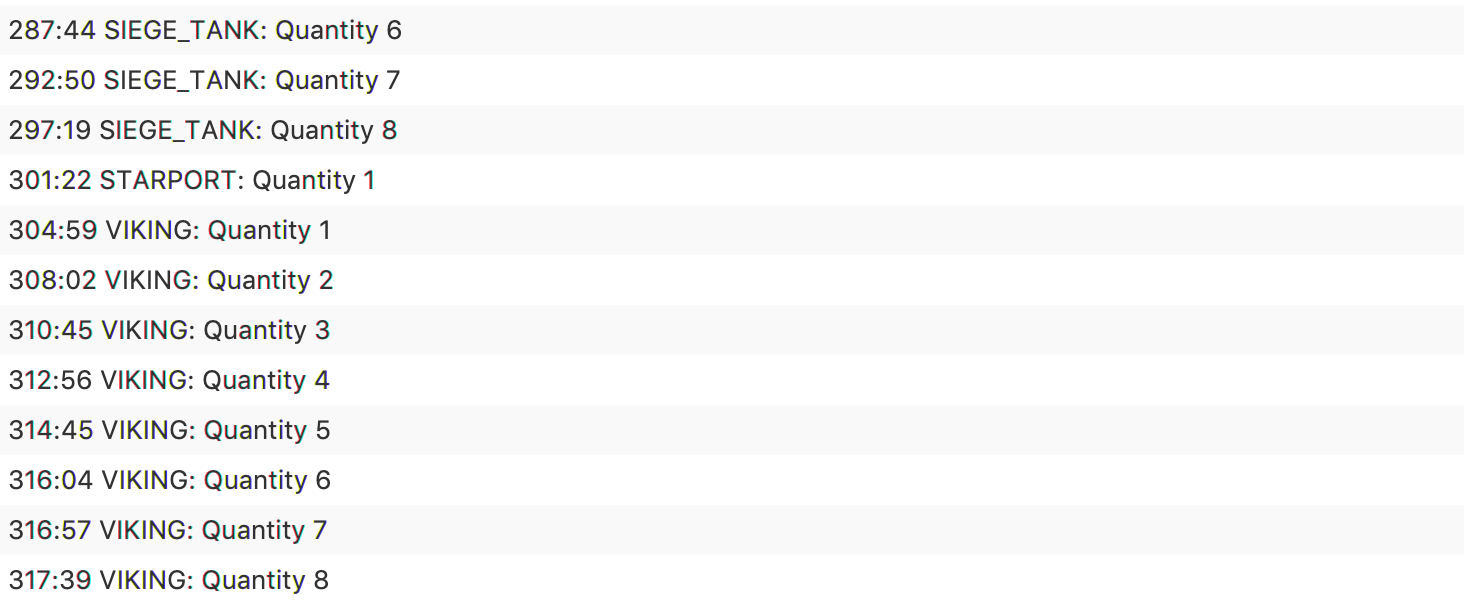 287:44 SIEGE_TANK: Quantity 6
292:50 SIEGE_TANK: Quantity 7
297:19 SIEGE_TANK: Quantity 8
301:22 STARPORT: Quantity 1
304:59 VIKING: Quantity 1
308:02 VIKING: Quantity 2
310:45 VIKING: Quantity 3
312:56 VIKING: Quantity 4
314:45 VIKING: Quantity 5
316:04 VIKING: Quantity 6
316:57 VIKING: Quantity 7
317:39 VIKING: Quantity 8